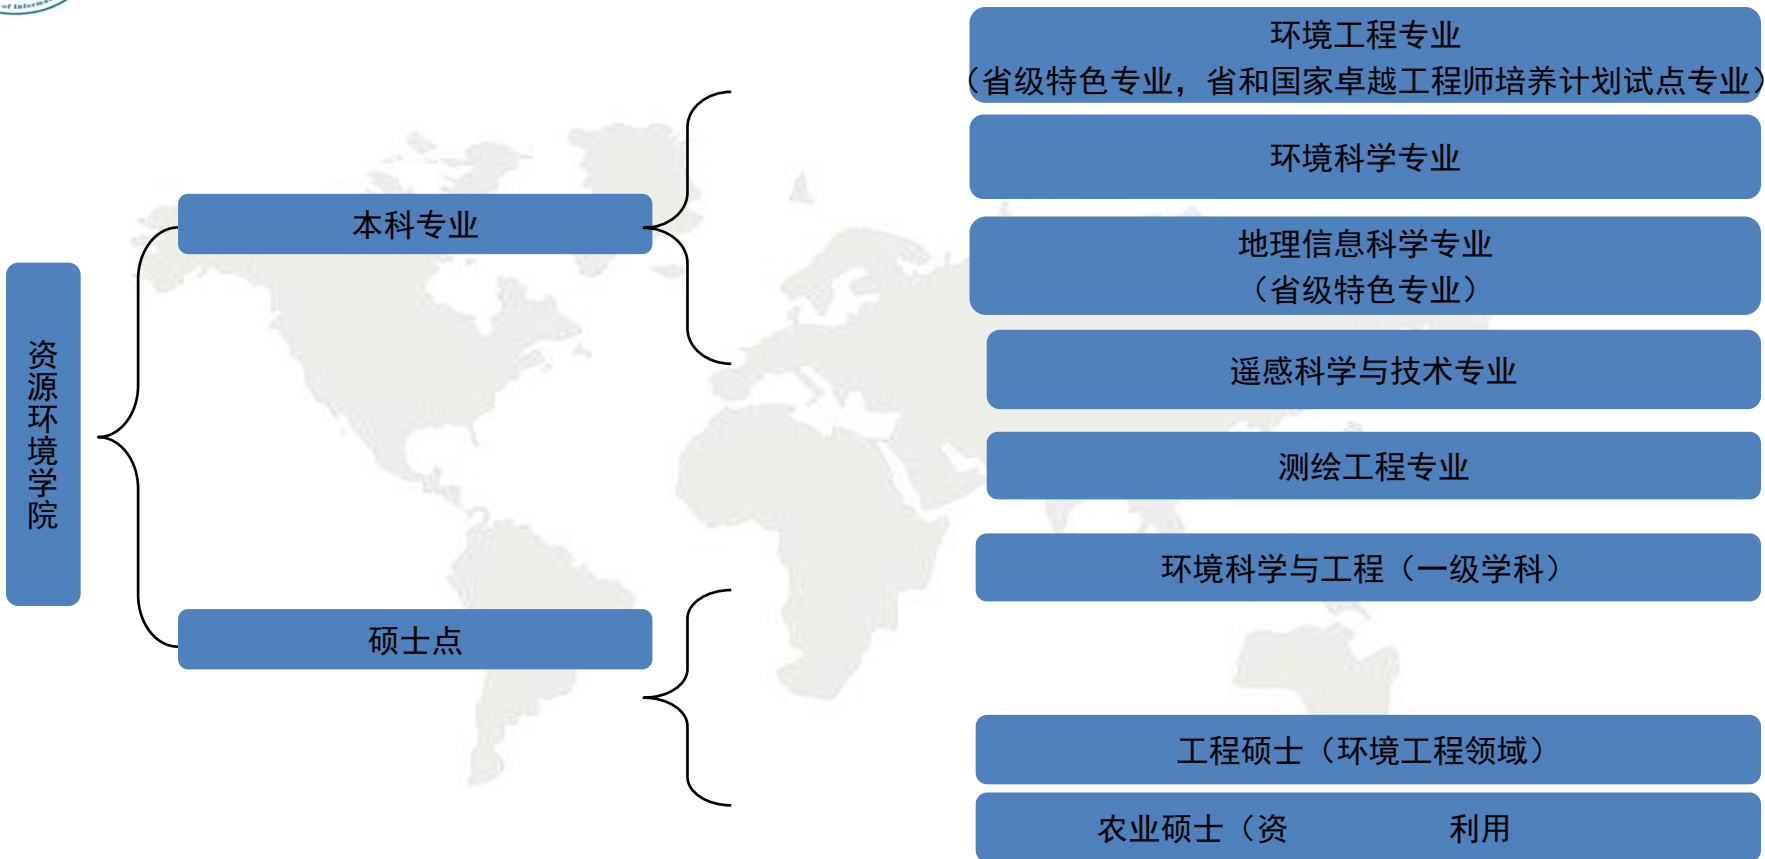 of Inform
环境工程专业
（省级特色专业，省和国家卓越工程师培养计划试点专业）
环境科学专业
本科专业
地理信息科学专业
（省级特色专业）
资源环境学院
遥感科学与技术专业
测绘工程专业
环境科学与工程（一级学科）
硕士点
工程硕士（环境工程领域）
农业硕士（资 利用